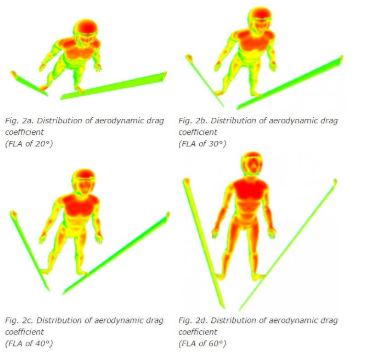 Fig. 2a. Distribution of aerodynamic drag
coefficient
(FLA of 20°)
Fig. 2b. Distribution of aerodynamic drag
coefficient
(FLA of 30°)
Fig. 2c. Distribution of aerodynamic drag
coefficient
(FLA of 40°)
Fig. 2d. Distribution of aerodynamic drag
coefficient
(FLA of 60°)